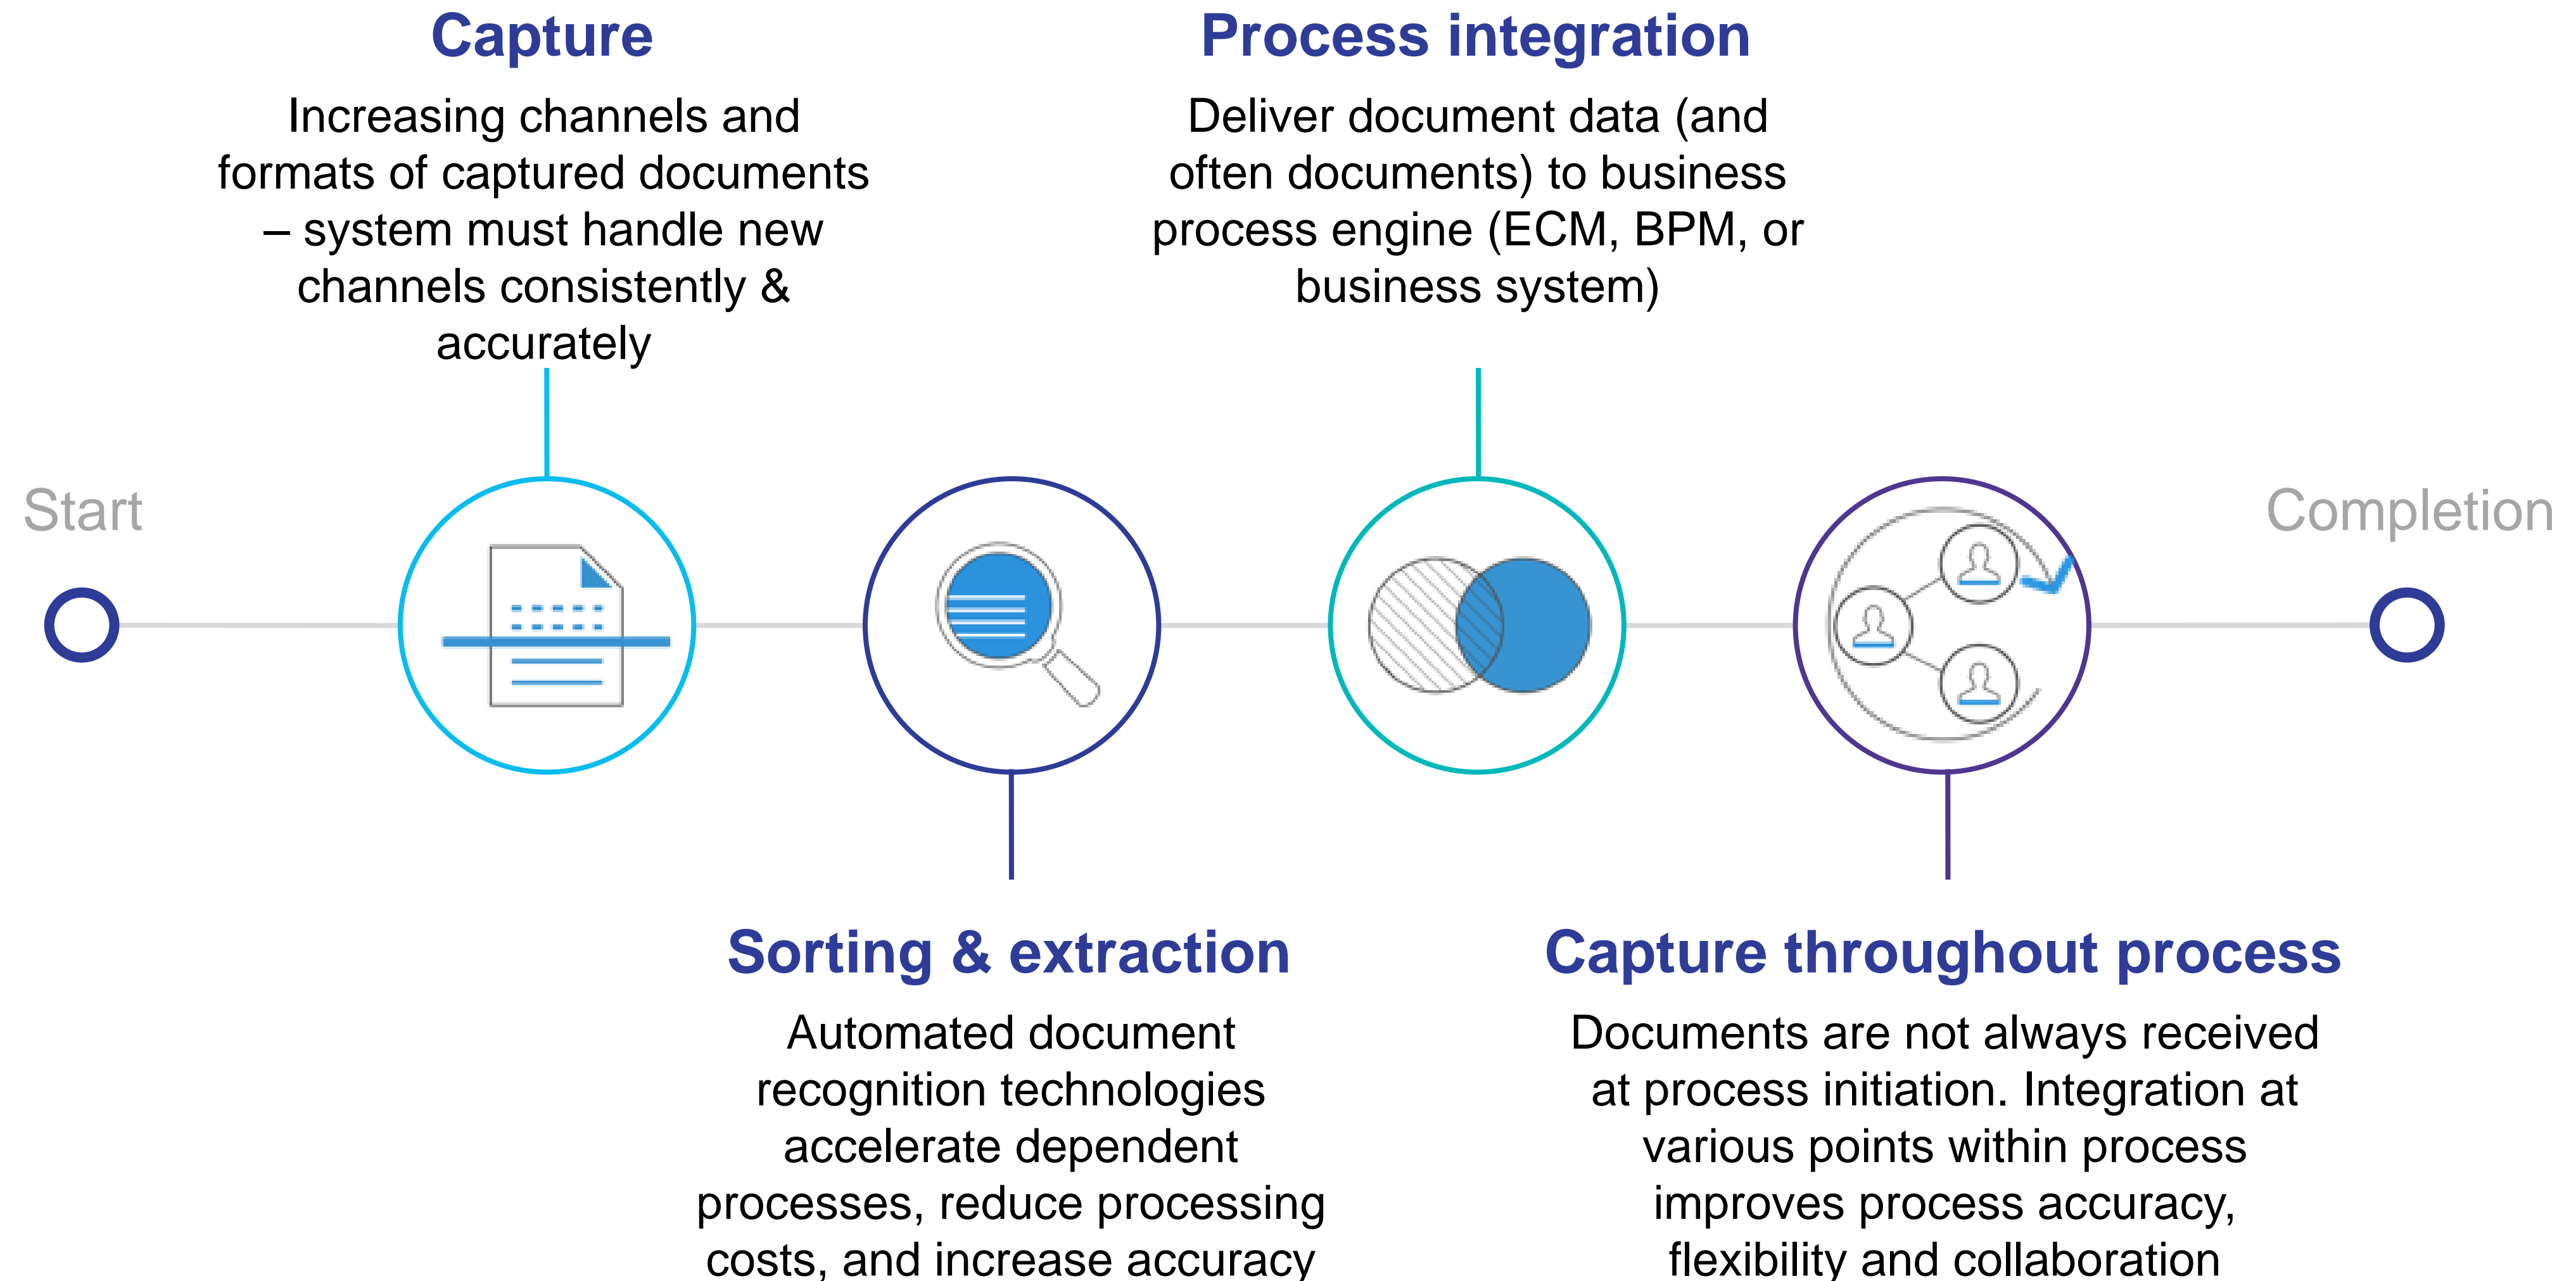 Capture
Increasing channels and
formats of captured documents
– system must handle new
channels consistently &
accurately
Process integration
Deliver document data (and
often documents) to business
process engine (ECM, BPM, or
business system)
Start
Completion
Sorting & extraction
Automated document
recognition technologies
accelerate dependent
processes, reduce processing
costs, and increase accuracy
Capture throughout process
Documents are not always received
at process initiation. Integration at
various points within process
improves process accuracy,
flexibility and collaboration